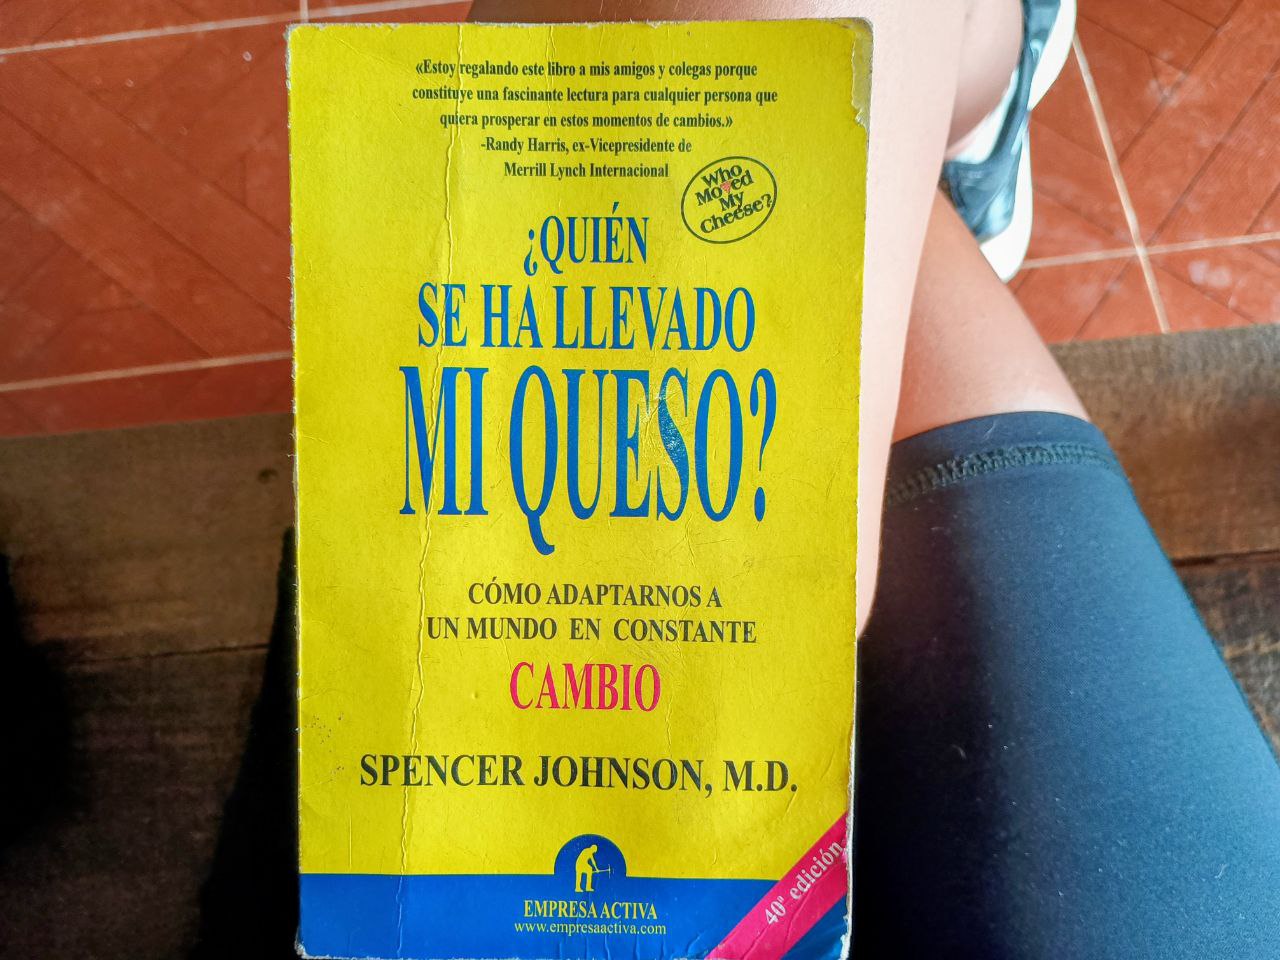 «Estoy regalando este libro a mis amigos y colegas porque
constituye una fascinante lectura para cualquier persona que
quiera prosperar en estos momentos de cambios.»
-Randy Harris, ex-Vicepresidente de
Merrill Lynch Internacional
Who
Moved
My
Cheese?
¿QUIÉN
SE HA LLEVADO
MI QUESO?
CÓMO ADAPTARNOS A
UN MUNDO EN CONSTANTE
CAMBIO
SPENCER JOHNSON, M.D.
EMPRESA ACTIVA
www.empresaactiva.com
40ª edición